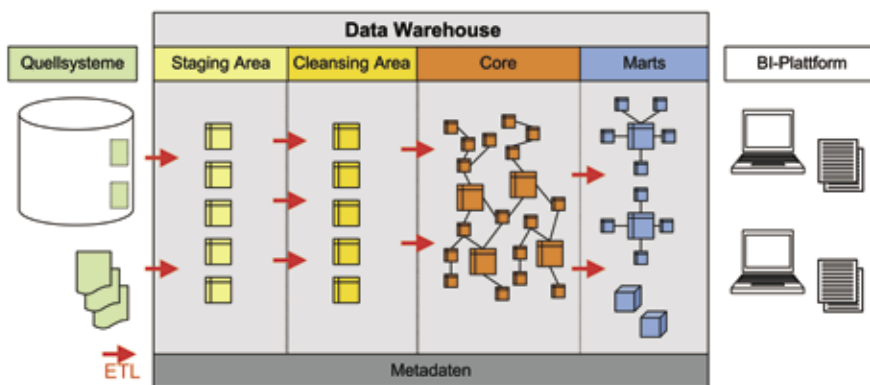 Data Warehouse
Quellsysteme
Staging Area
Cleansing Area
Core
Marts
BI-Plattform
ETL
Metadaten